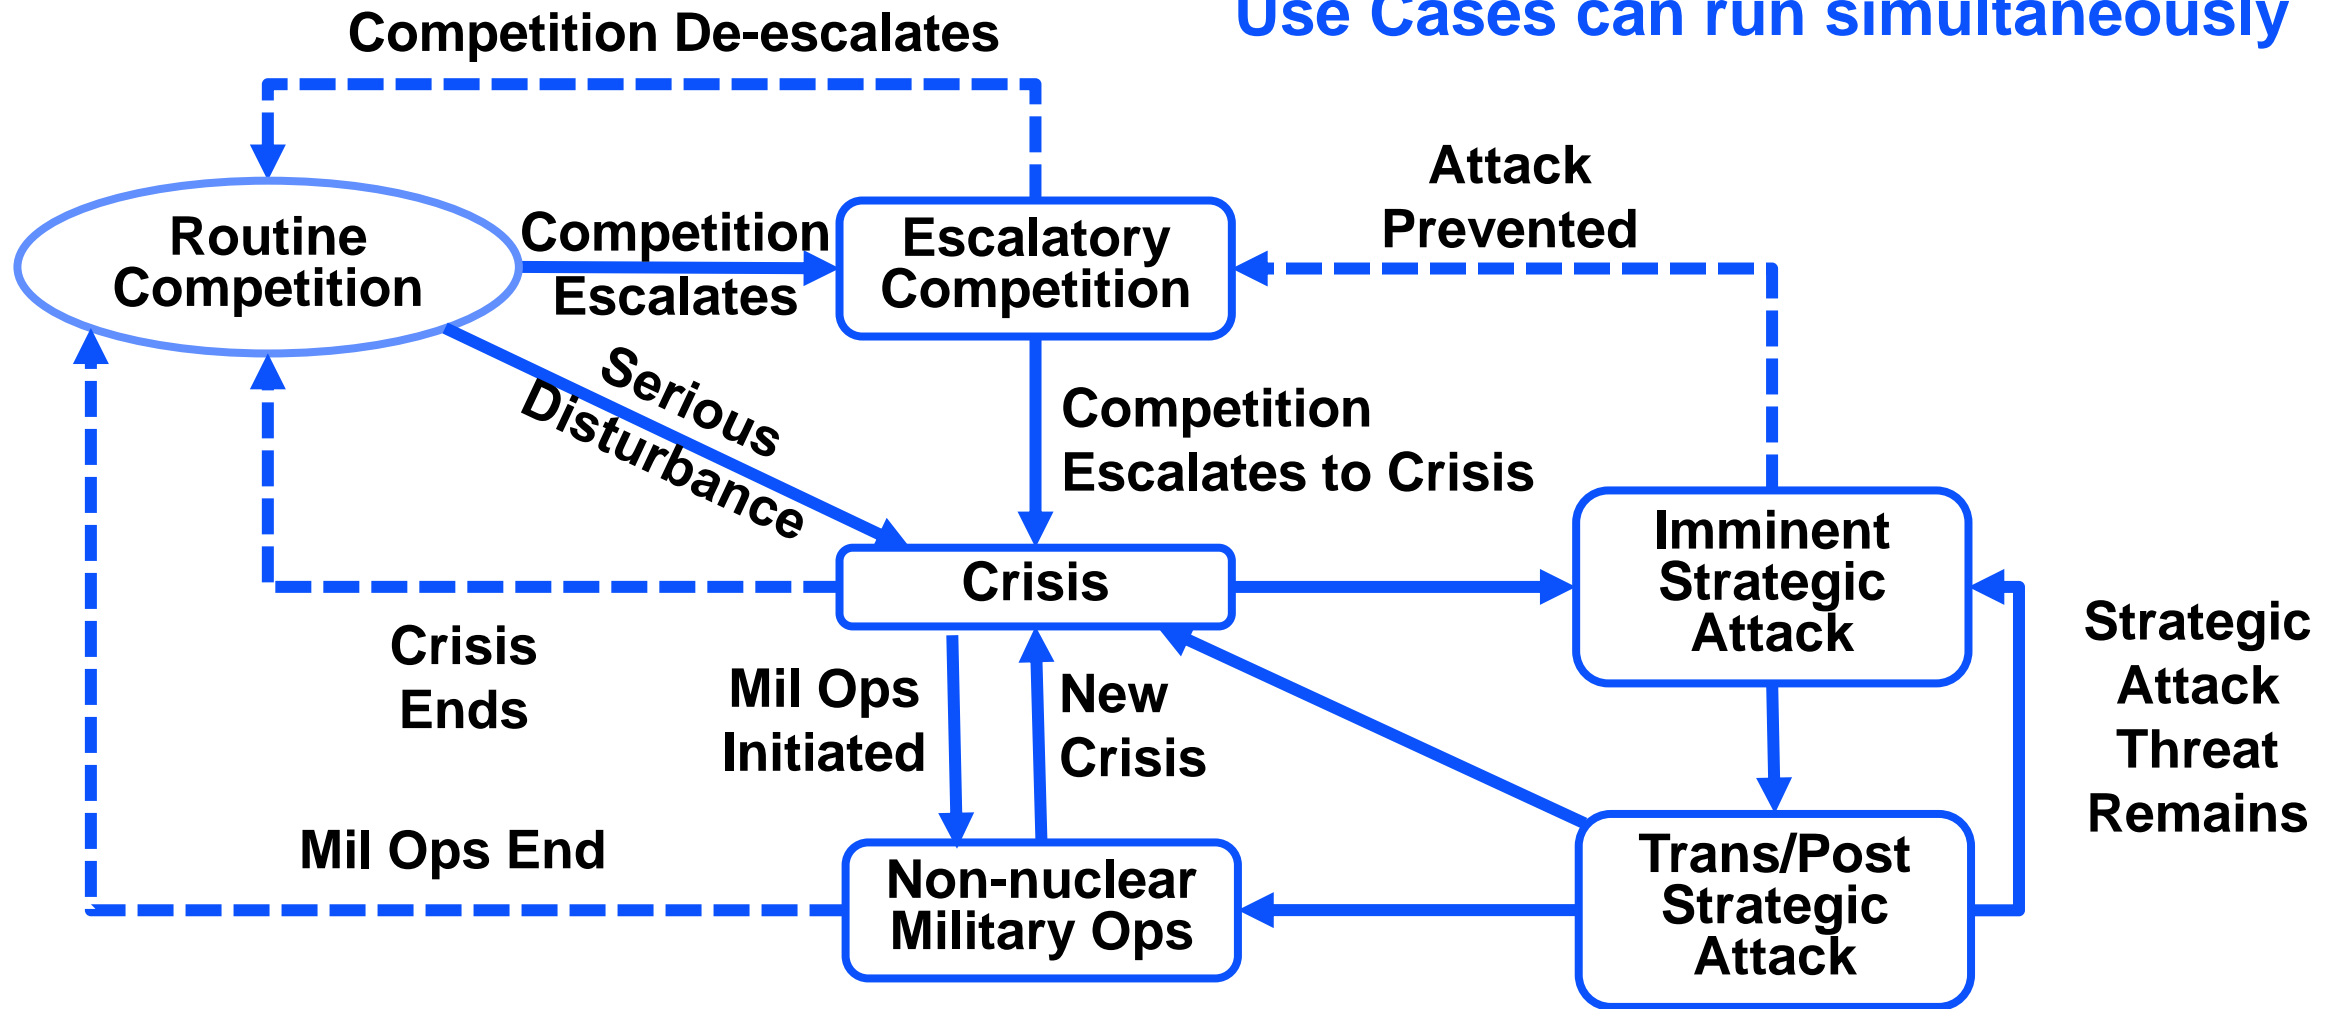 Use Cases can run simultaneously
Competition De-escalates
Attack
Prevented
Routine
Competition
Competition
Escalates
Escalatory
Competition
Serious
Disturbance
Competition
Escalates to Crisis
Crisis
Imminent
Strategic
Attack
Strategic
Attack
Threat
Remains
Crisis
Ends
Mil Ops
Initiated
New
Crisis
Mil Ops End
Non-nuclear
Military Ops
Trans/Post
Strategic
Attack